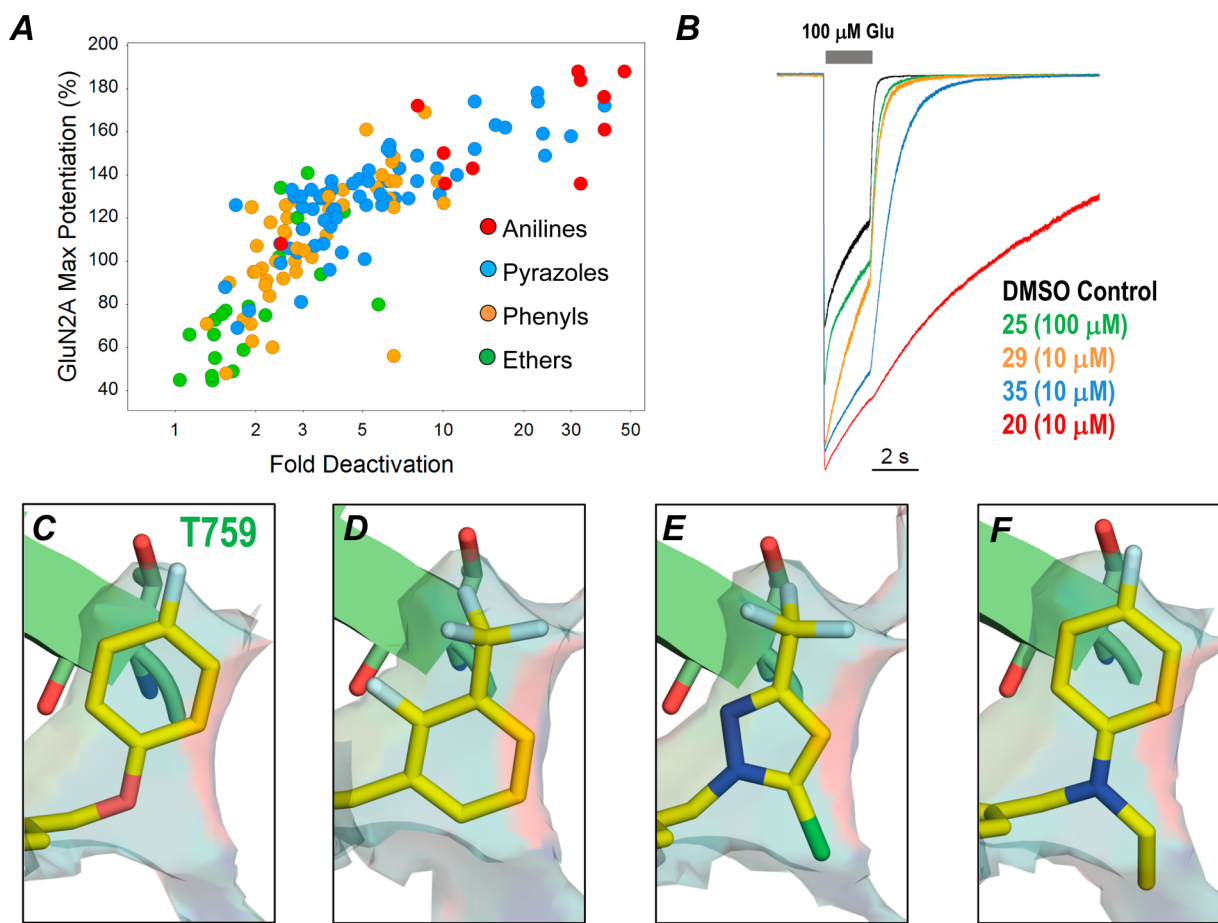 A
GluN2A Max Potentiation (%)
200
180
160
140
120
100
80
60
40
1 2 3 5 10 20 30 50
Fold Deactivation
Anilines
Pyrazoles
Phenyls
Ethers
B
100 μM Glu
DMSO Control
25 (100 μM)
29 (10 μM)
35 (10 μM)
20 (10 μM)
2 s
C
T759
D
E
F